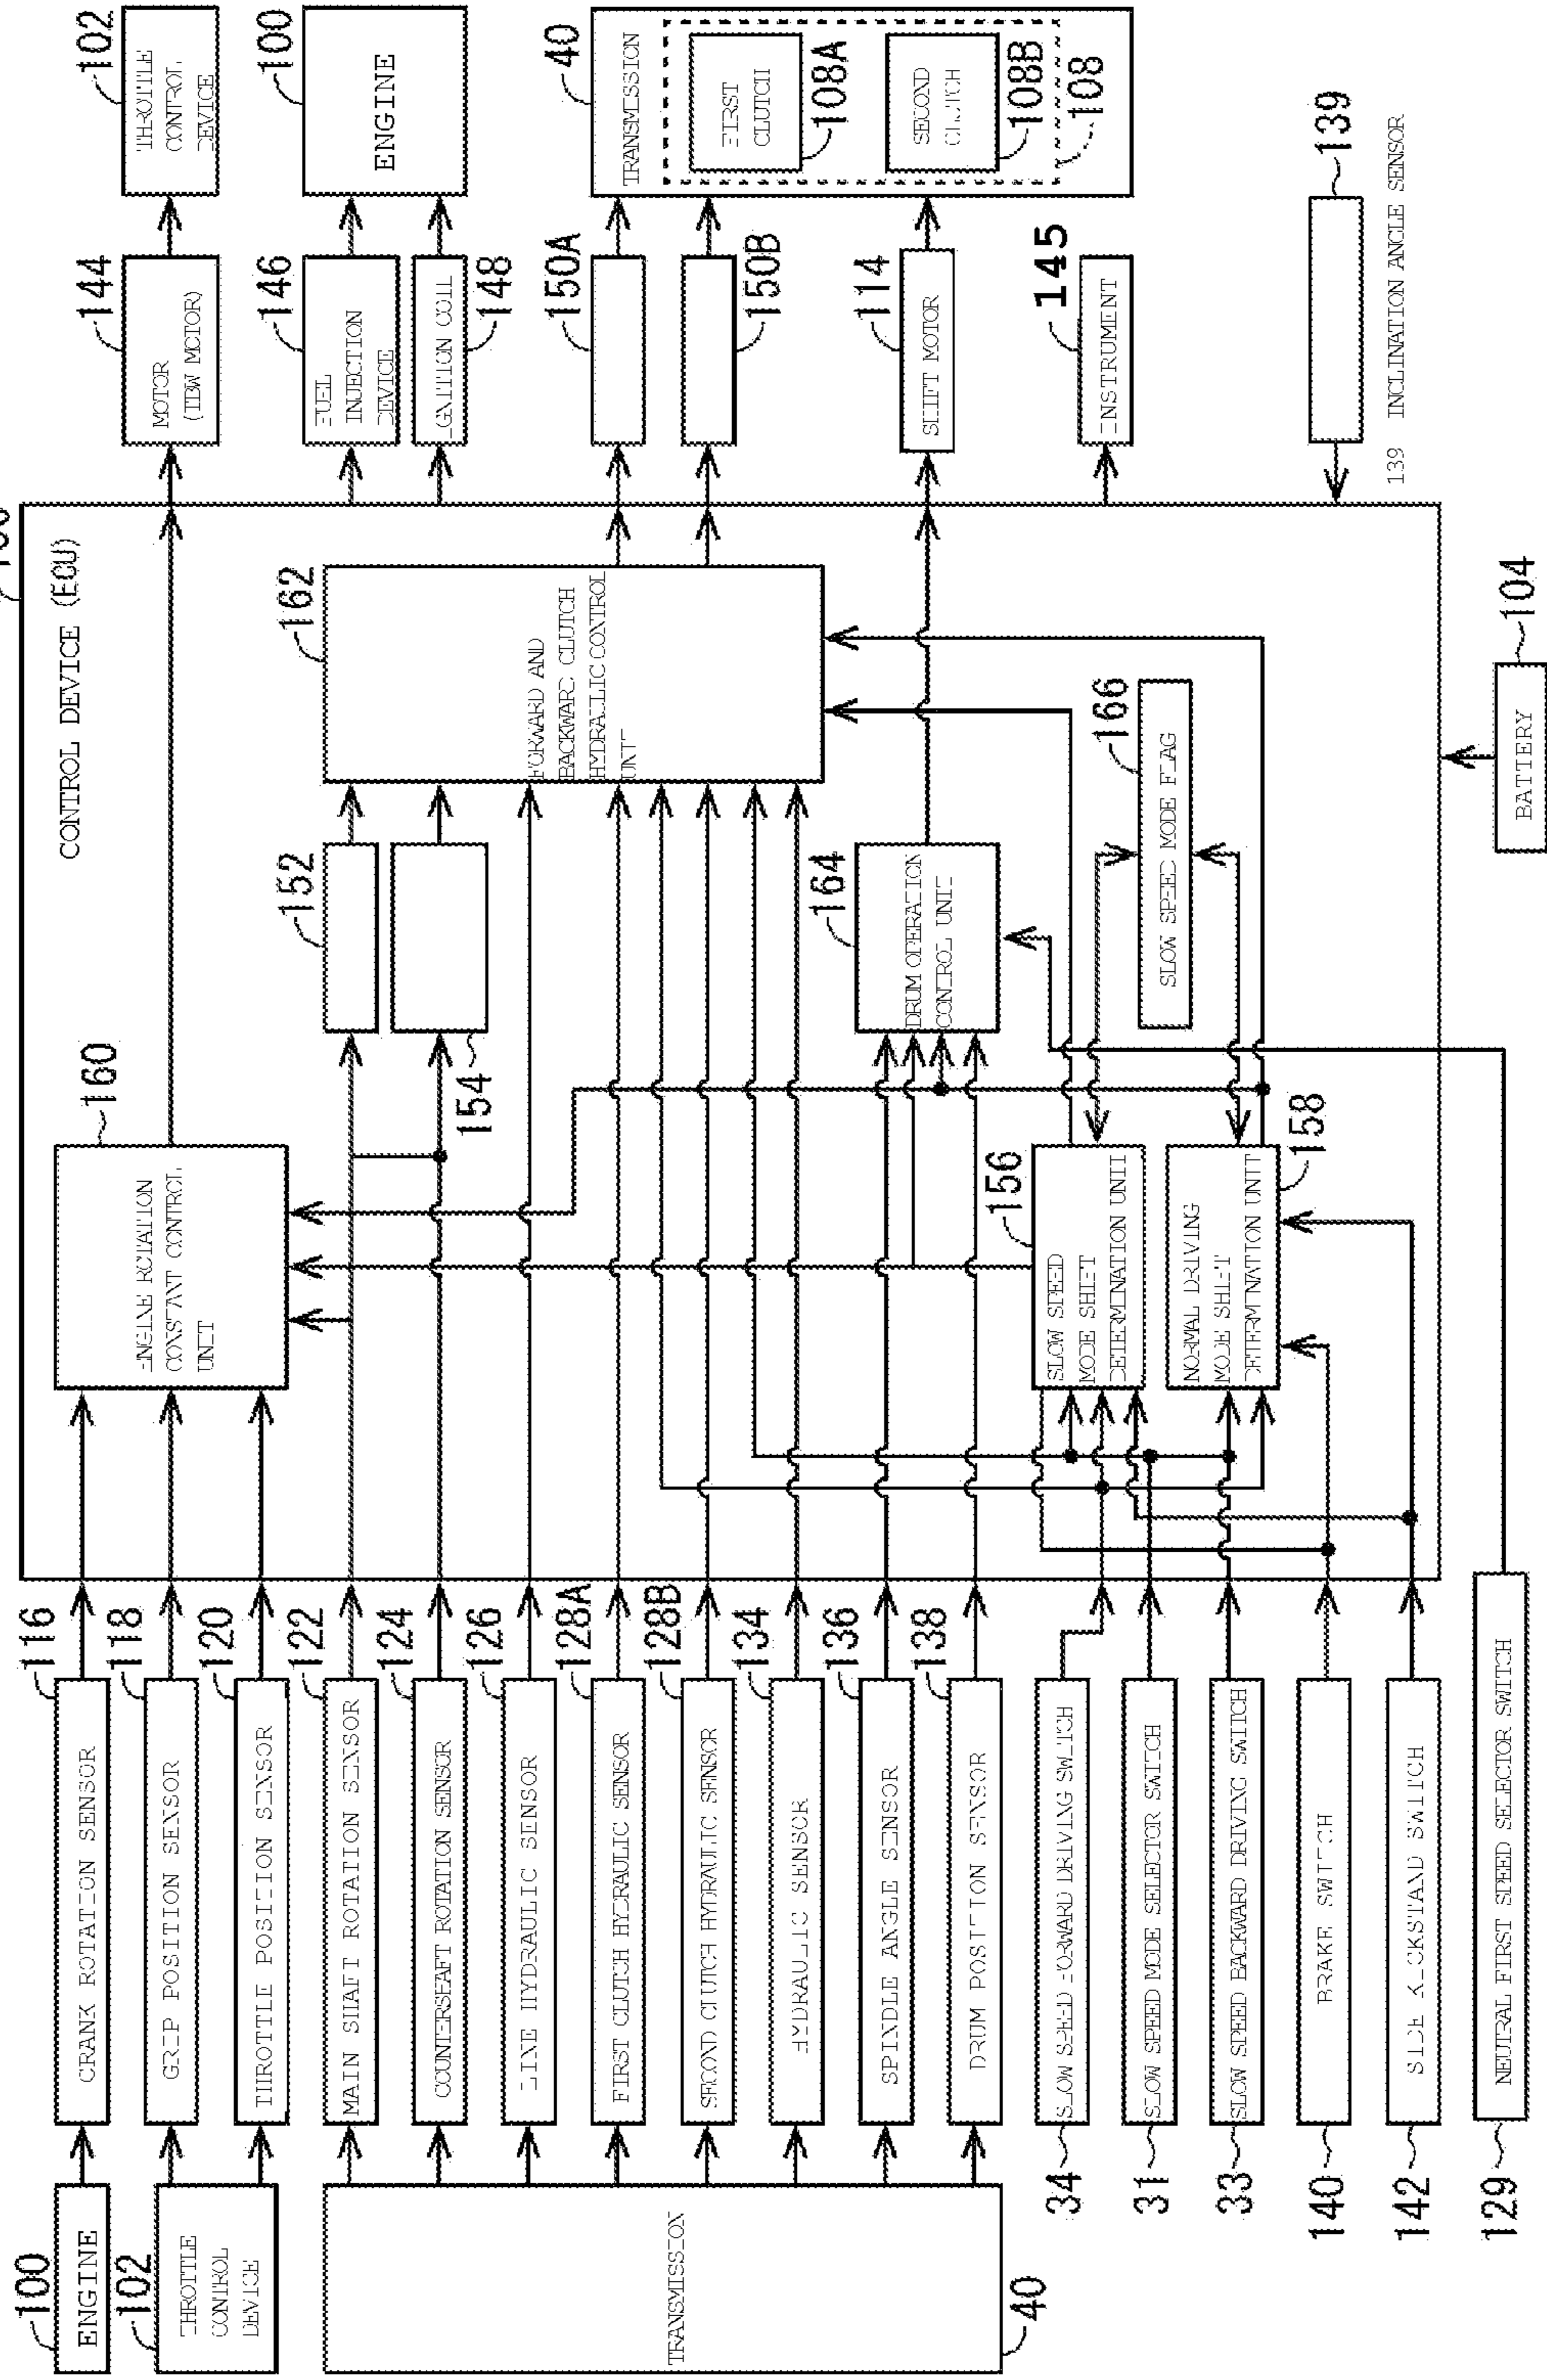 100
ENGINE
102
THROTTLE
CONTROL
DEVICE
TRANSMISSION
40
116
CRANK ROTATION SENSOR
118
GRIP POSITION SENSOR
120
THROTTLE POSITION SENSOR
122
MAIN SHAFT ROTATION SENSOR
124
COUNTERSHAFT ROTATION SENSOR
126
LINE HYDRAULIC SENSOR
128A
FIRST CLUTCH HYDRAULIC SENSOR
128B
SECOND CLUTCH HYDRAULIC SENSOR
134
HYDRAULIC SENSOR
136
SPINDLE ANGLE SENSOR
138
DRUM POSITION SENSOR
34
SLOW SPEED FORWARD DRIVING SWITCH
31
SLOW SPEED MODE SELECTOR SWITCH
33
SLOW SPEED BACKWARD DRIVING SWITCH
140
BRAKE SWITCH
142
SIDE KICKSTAND SWITCH
129
NEUTRAL FIRST SPEED SELECTOR SWITCH
CONTROL DEVICE (ECU)
160
ENGINE ROTATION
CONSTANT CONTROL
UNIT
152
154
162
FORWARD AND
BACKWARD CLUTCH
HYDRAULIC CONTROL
UNIT
164
DRUM OPERATION
CONTROL UNIT
156
SLOW SPEED
MODE SHIFT
DETERMINATION UNIT
158
NORMAL DRIVING
MODE SHIFT
DETERMINATION UNIT
166
SLOW SPEED MODE FLAG
104
BATTERY
144
MOTOR
(TBW MOTOR)
146
FUEL
INJECTION
DEVICE
IGNITION COIL
148
150A
150B
114
SHIFT MOTOR
145
INSTRUMENT
139
139 INCLINATION ANGLE SENSOR
102
THROTTLE
CONTROL
DEVICE
100
ENGINE
40
TRANSMISSION
FIRST
CLUTCH
108A
SECOND
CLUTCH
108B
108